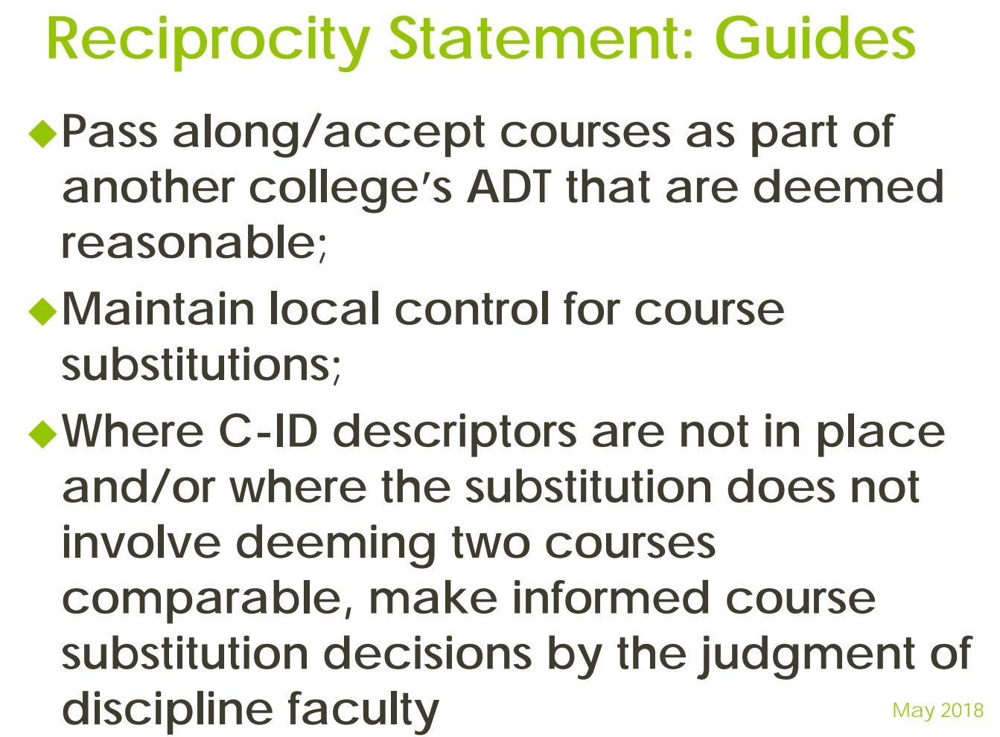 Reciprocity Statement: Guides
◆Pass along/accept courses as part of
another college’s ADT that are deemed
reasonable;
◆Maintain local control for course
substitutions;
◆Where C-ID descriptors are not in place
and/or where the substitution does not
involve deeming two courses
comparable, make informed course
substitution decisions by the judgment of
discipline faculty
May 2018